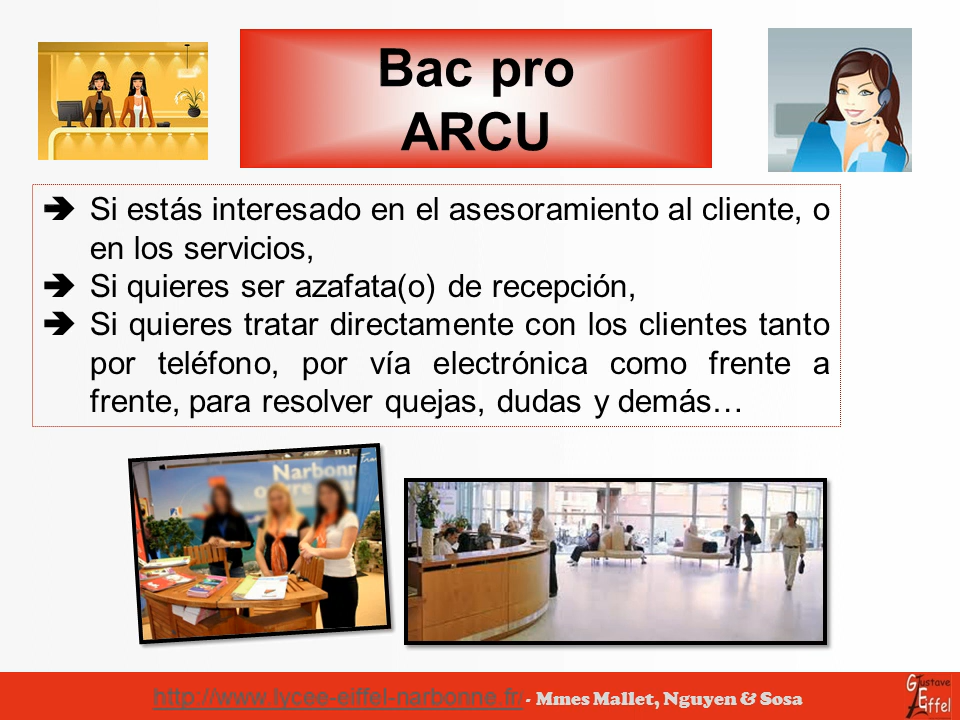 Bac pro
ARCU
➔ Si estás interesado en el asesoramiento al cliente, o
en los servicios,
➔ Si quieres ser azafata(o) de recepción,
➔ Si quieres tratar directamente con los clientes tanto
por teléfono, por vía electrónica como frente a
frente, para resolver quejas, dudas y demás…
Narbonne
http://www.lycee-eiffel-narbonne.fr/ - Mmes Mallet, Nguyen & Sosa
Gustave
Eiffel